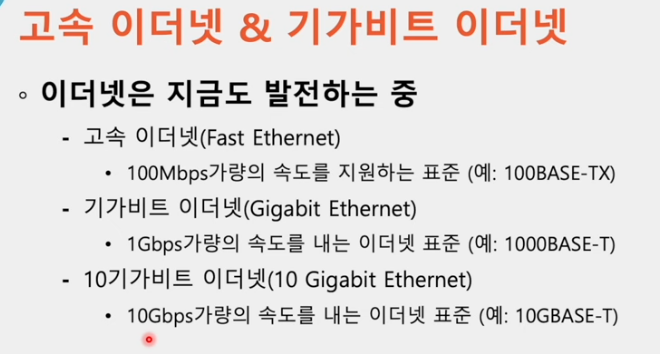 고속 이더넷 & 기가비트 이더넷
◦ 이더넷은 지금도 발전하는 중
- 고속 이더넷(Fast Ethernet)
• 100Mbps가량의 속도를 지원하는 표준 (예: 100BASE-TX)
- 기가비트 이더넷(Gigabit Ethernet)
• 1Gbps가량의 속도를 내는 이더넷 표준 (예: 1000BASE-T)
- 10기가비트 이더넷(10 Gigabit Ethernet)
• 10Gbps가량의 속도를 내는 이더넷 표준 (예: 10GBASE-T)